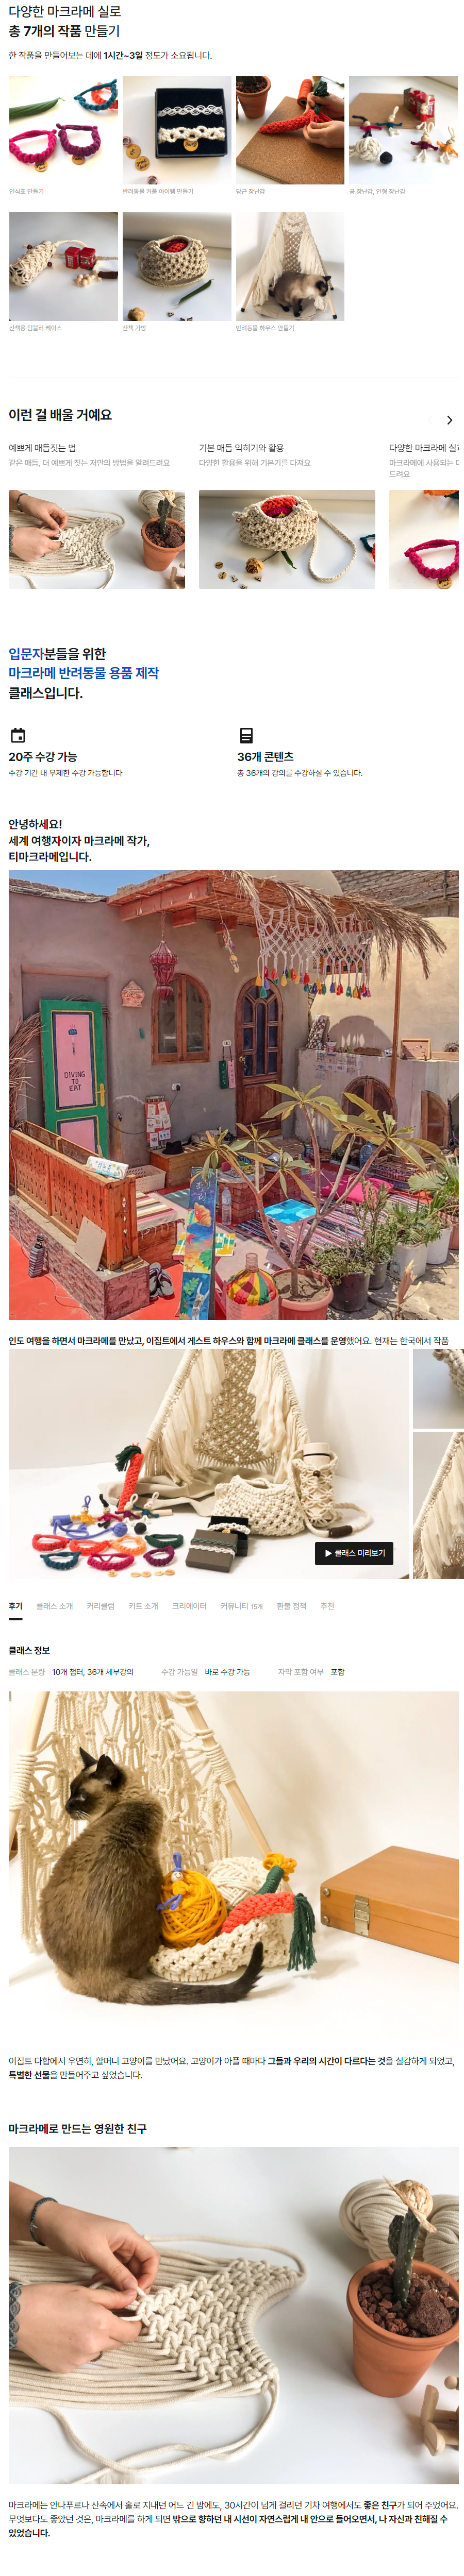 다양한 마크라메 실로
총 7개의 작품 만들기
한 작품을 만들어보는 데에 1시간~3일 정도가 소요됩니다.
인식표 만들기
반려동물 커플 아이템 만들기
당근 장난감
공 장난감, 인형 장난감
산책용 텀블러 케이스
산책 가방
반려동물 하우스 만들기
이런 걸 배울 거예요
예쁘게 매듭짓는 법
같은 매듭, 더 예쁘게 짓는 저만의 방법을 알려드려요
기본 매듭 익히기와 활용
다양한 활용을 위해 기본기를 다져요
다양한 마크라메 실
마크라메에 사용되는
드려요
입문자분들을 위한
마크라메 반려동물 용품 제작
클래스입니다.
20주 수강 가능
수강 기간 내 무제한 수강 가능합니다
36개 콘텐츠
총 36개의 강의를 수강하실 수 있습니다.
안녕하세요!
세계 여행자이자 마크라메 작가,
티마크라메입니다.
DIVING
TO
EAT
인도 여행을 하면서 마크라메를 만났고, 이집트에서 게스트 하우스와 함께 마크라메 클래스를 운영했어요. 현재는 한국에서 작품
▶ 클래스 미리보기
후기
클래스 소개
커리큘럼
키트 소개
크리에이터
커뮤니티 15개
환불 정책
추천
클래스 정보
클래스 분량 10개 챕터, 36개 세부강의
수강 가능일 바로 수강 가능
자막 포함 여부 포함
이집트 다합에서 우연히, 할머니 고양이를 만났어요. 고양이가 아플 때마다 그들과 우리의 시간이 다르다는 것을 실감하게 되었고,
특별한 선물을 만들어주고 싶었습니다.
마크라메로 만드는 영원한 친구
마크라메는 안나푸르나 산속에서 홀로 지내던 어느 긴 밤에도, 30시간이 넘게 걸리던 기차 여행에서도 좋은 친구가 되어 주었어요.
무엇보다도 좋았던 것은, 마크라메를 하게 되면 밖으로 향하던 내 시선이 자연스럽게 내 안으로 들어오면서, 나 자신과 친해질 수
있었습니다.